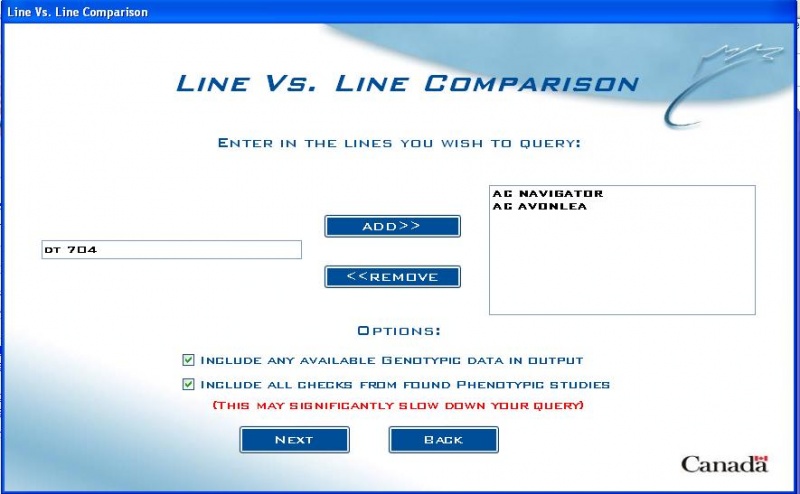 Line Vs. Line Comparison
LINE VS. LINE COMPARISON
ENTER IN THE LINES YOU WISH TO QUERY:
AC NAVIGATOR
AC AVONLEA
ADD>>
DT 704
<<REMOVE
OPTIONS:
INCLUDE ANY AVAILABLE GENOTYPIC DATA IN OUTPUT
INCLUDE ALL CHECKS FROM FOUND PHENOTYPIC STUDIES
(THIS MAY SIGNIFICANTLY SLOW DOWN YOUR QUERY)
NEXT
BACK
Canada